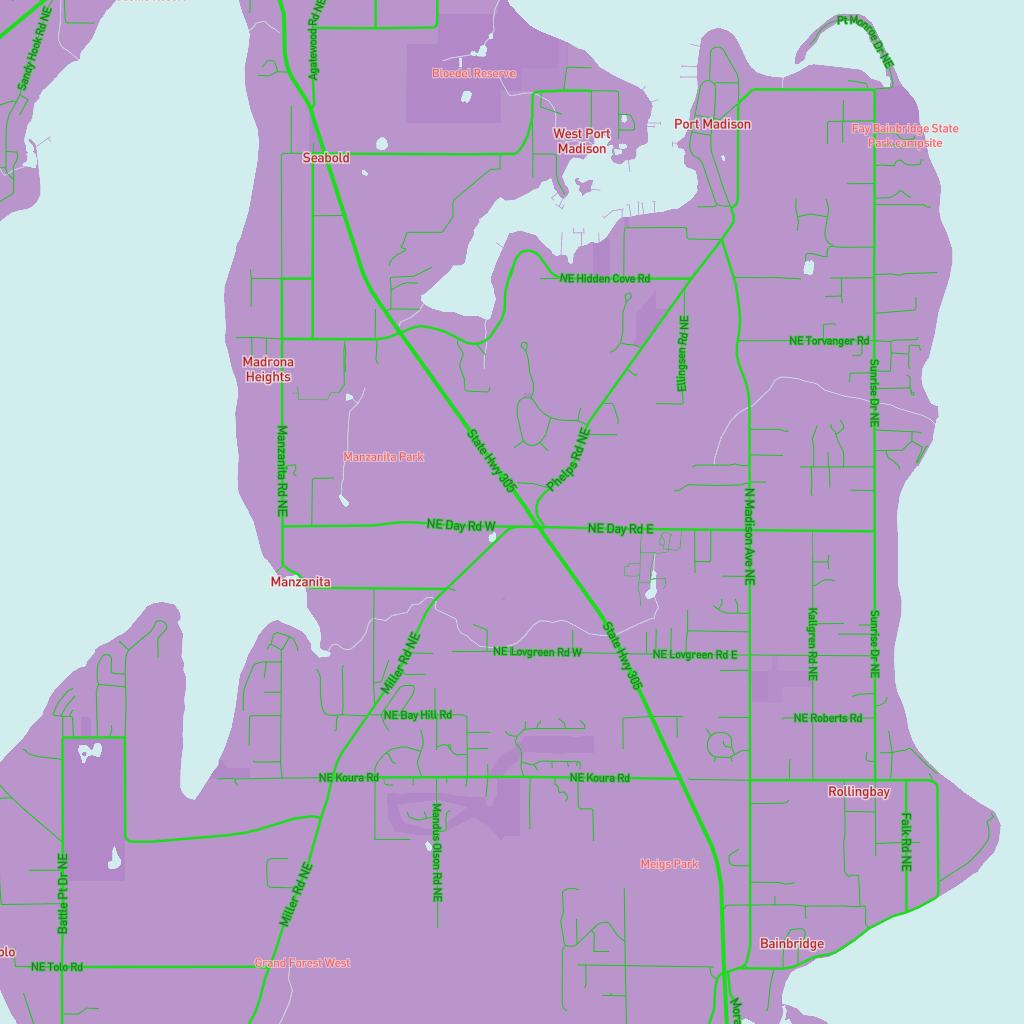 Sandy Hook Rd NE
Agatewood Rd NE
Pt Monroe Dr NE
Bloedel Reserve
Port Madison
West Port
Madison
Fay Bainbridge State
Park campsite
Seabold
NE Hidden Cove Rd
Ellingsen Rd NE
NE Torvanger Rd
Sunrise Dr NE
Madrona
Heights
Manzanita Rd NE
Manzanita Park
State Hwy 305
Phelps Rd NE
N Madison Ave NE
NE Day Rd W
NE Day Rd E
Manzanita
Kallgren Rd NE
Sunrise Dr NE
State Hwy 305
Miller Rd NE
NE Lovgreen Rd W
NE Lovgreen Rd E
NE Bay Hill Rd
NE Roberts Rd
NE Koura Rd
NE Koura Rd
Rollingbay
Mandus Olson Rd NE
Falk Rd NE
Meigs Park
Battle Pt Dr NE
Miller Rd NE
Bainbridge
olo
NE Tolo Rd
Grand Forest West
Mora